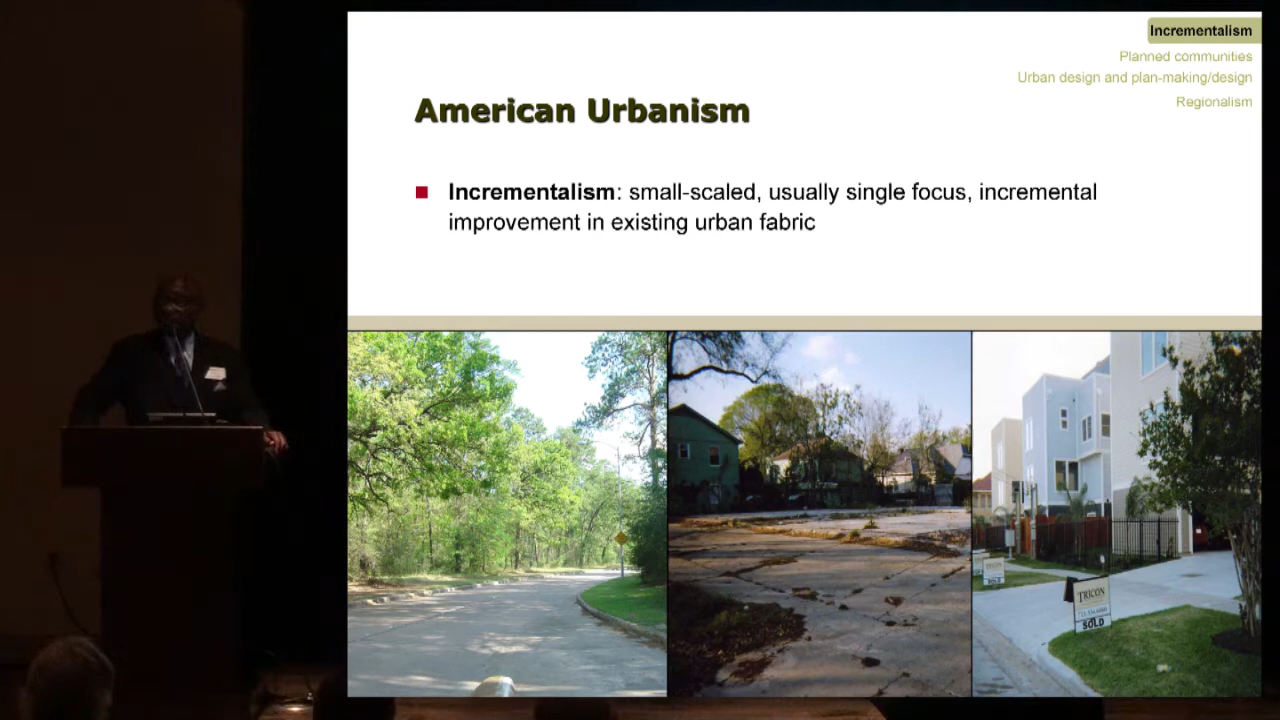 Incrementalism
Planned communities
Urban design and plan-making/design
Regionalism
American Urbanism
Incrementalism: small-scaled, usually single focus, incremental
improvement in existing urban fabric
TRICON
SOLD
SOLD